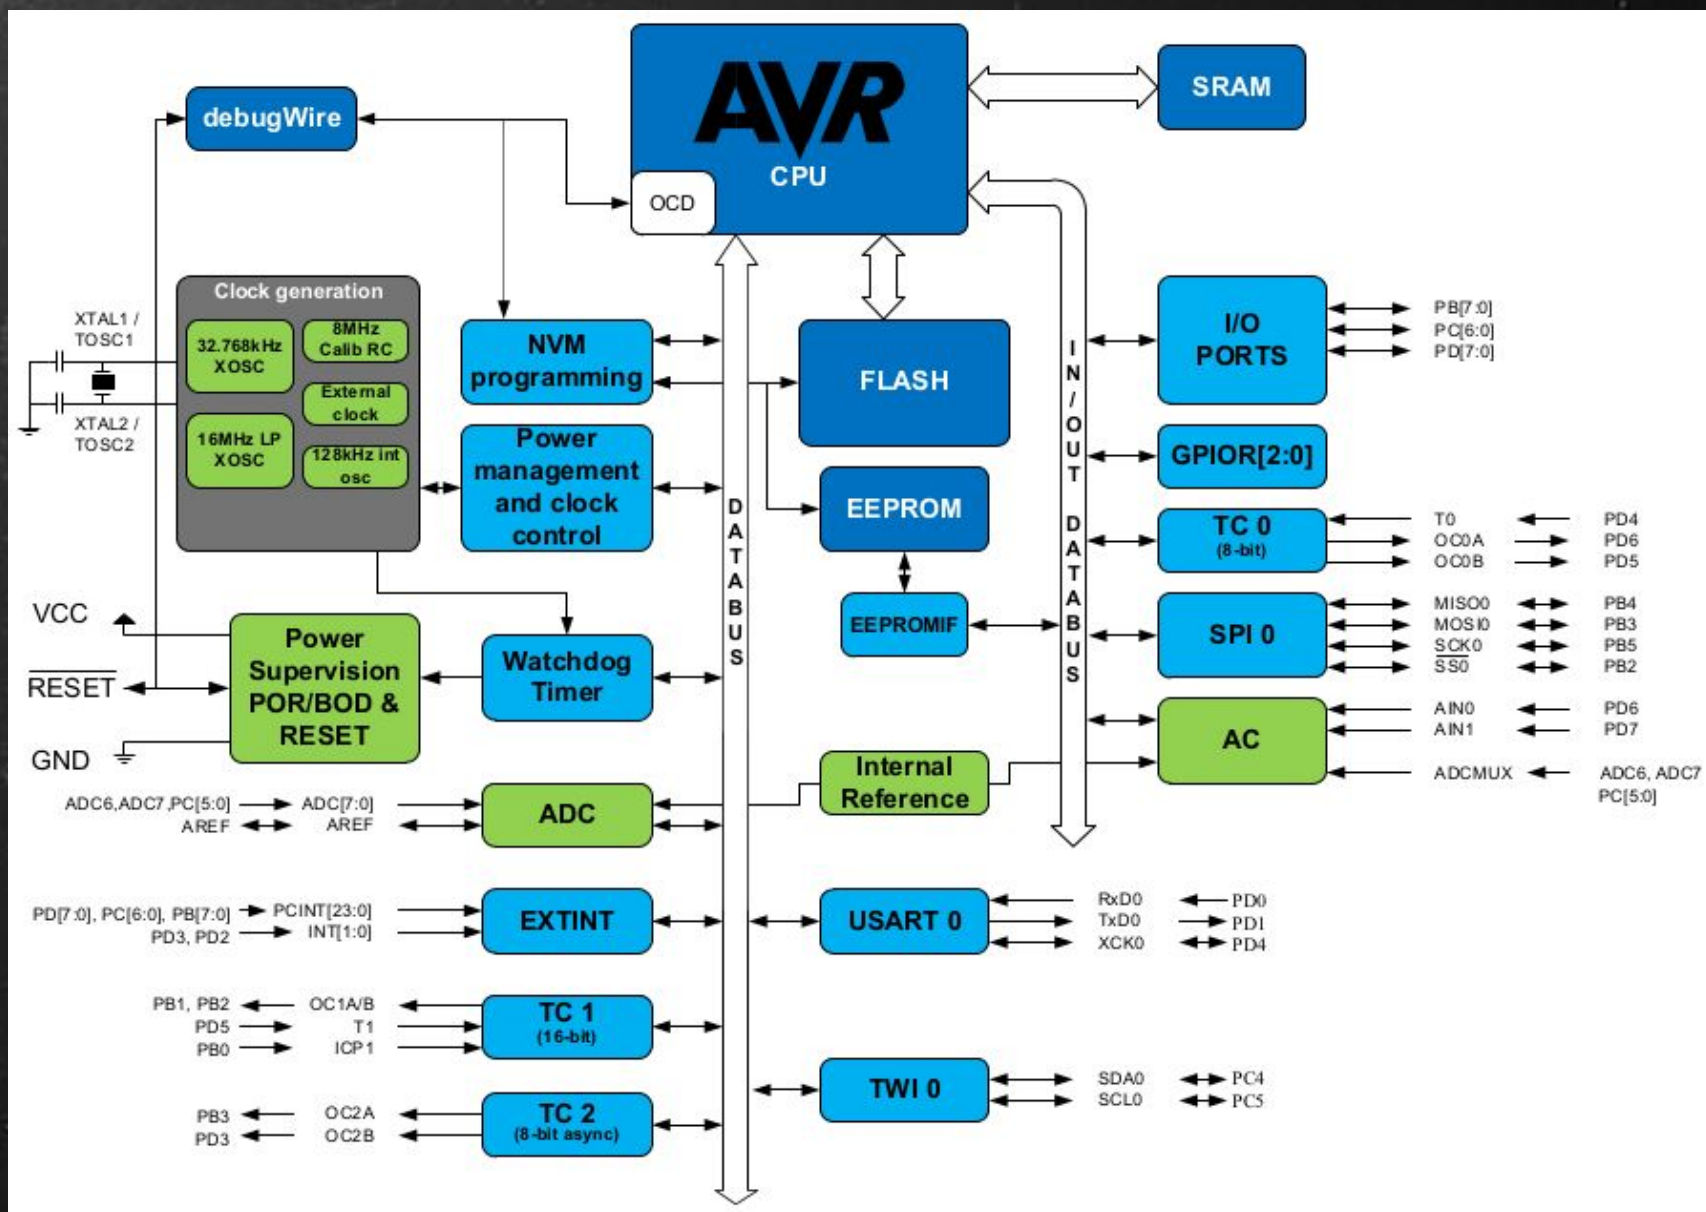 AVR
CPU
OCD
SRAM
debugWire
Clock generation
32.768kHz
XOSC
8MHz
Calib RC
External
clock
16MHz LP
XOSC
128kHz int
osc
XTAL1 /
TOSC1
XTAL2 /
TOSC2
NVM
programming
FLASH
Power
management
and clock
control
EEPROM
EEPROMIF
DATABUS
IN/OUT DATABUS
I/O
PORTS
PB[7:0]
PC[6:0]
PD[7:0]
GPIOR[2:0]
TC 0
(8-bit)
T0 PD4
OC0A PD6
OC0B PD5
SPI 0
MISO0 PB4
MOSI0 PB3
SCK0 PB5
SS0 PB2
AC
AIN0 PD6
AIN1 PD7
ADCMUX ADC6, ADC7
PC[5:0]
VCC
RESET
GND
Power
Supervision
POR/BOD &
RESET
Watchdog
Timer
Internal
Reference
ADC6,ADC7,PC[5:0] ADC[7:0]
AREF AREF
ADC
PD[7:0], PC[6:0], PB[7:0] PCINT[23:0]
PD3, PD2 INT[1:0]
EXTINT
USART 0
RxD0 PD0
TxD0 PD1
XCK0 PD4
PB1, PB2 OC1A/B
PD5 T1
PB0 ICP1
TC 1
(16-bit)
TWI 0
SDA0 PC4
SCL0 PC5
PB3 OC2A
PD3 OC2B
TC 2
(8-bit async)